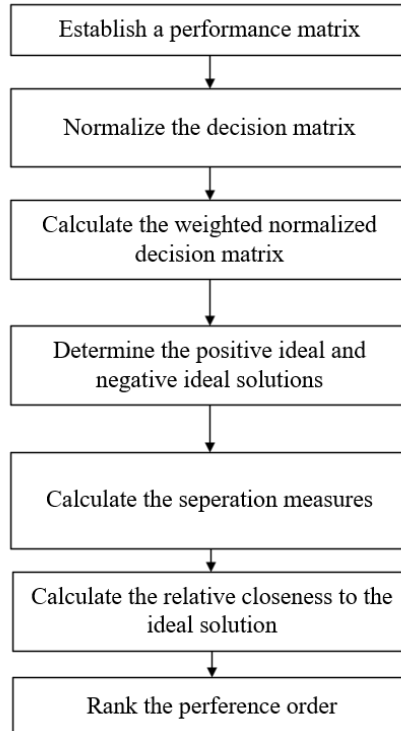 Establish a performance matrix
Normalize the decision matrix
Calculate the weighted normalized
decision matrix
Determine the positive ideal and
negative ideal solutions
Calculate the seperation measures
Calculate the relative closeness to the
ideal solution
Rank the perference order